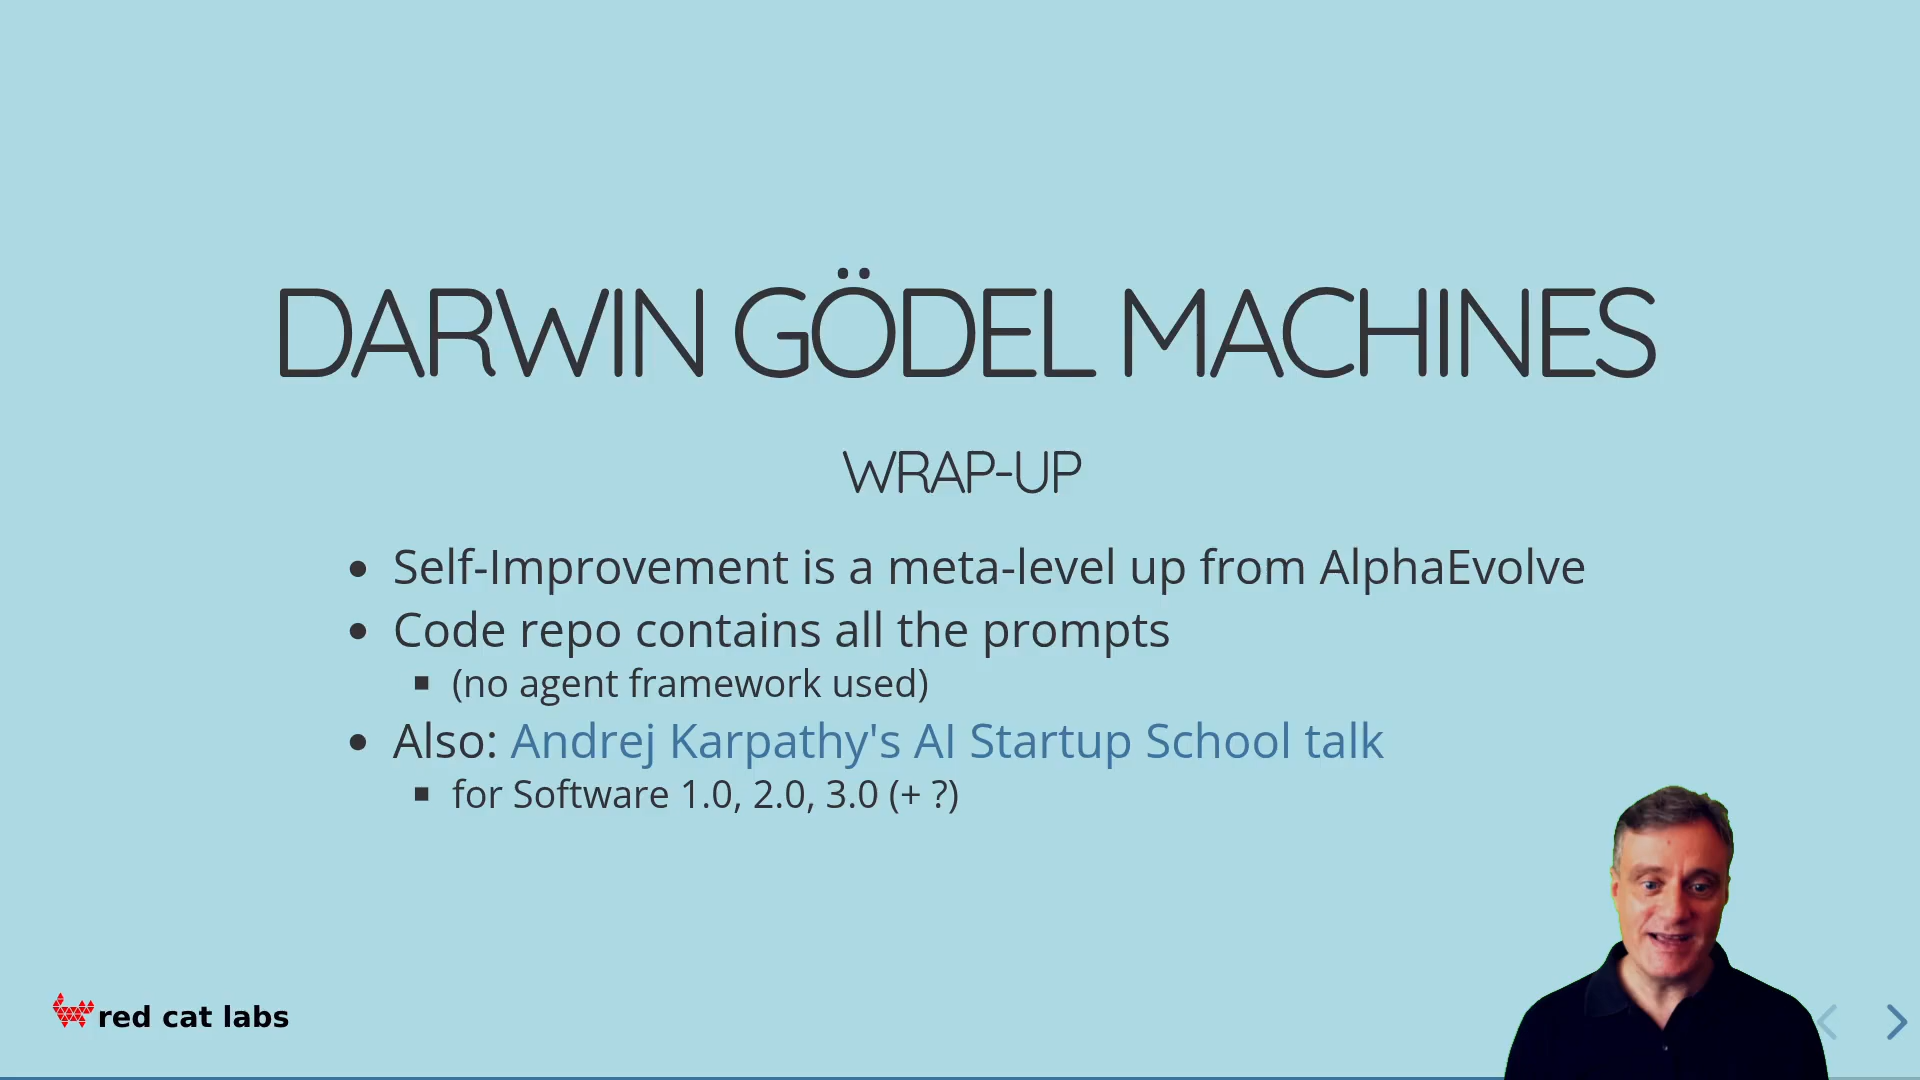 DARWIN GÖDEL MACHINES
WRAP-UP
• Self-Improvement is a meta-level up from AlphaEvolve
• Code repo contains all the prompts
▪ (no agent framework used)
• Also: Andrej Karpathy's AI Startup School talk
▪ for Software 1.0, 2.0, 3.0 (+ ?)
red cat labs